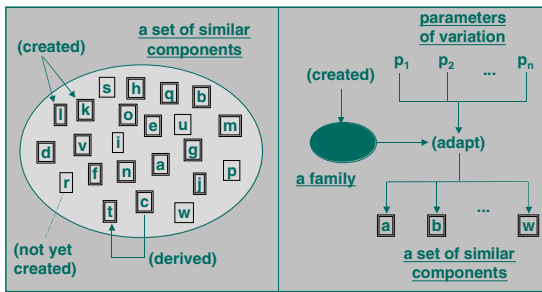 a set of similar
components
(created)
s h q b
l k o e u m
d v i g
f n a p
r j
t c w
(not yet
created)
(derived)
parameters
of variation
p1 p2 ... pn
(created)
(adapt)
a family
a b ... w
a set of similar
components